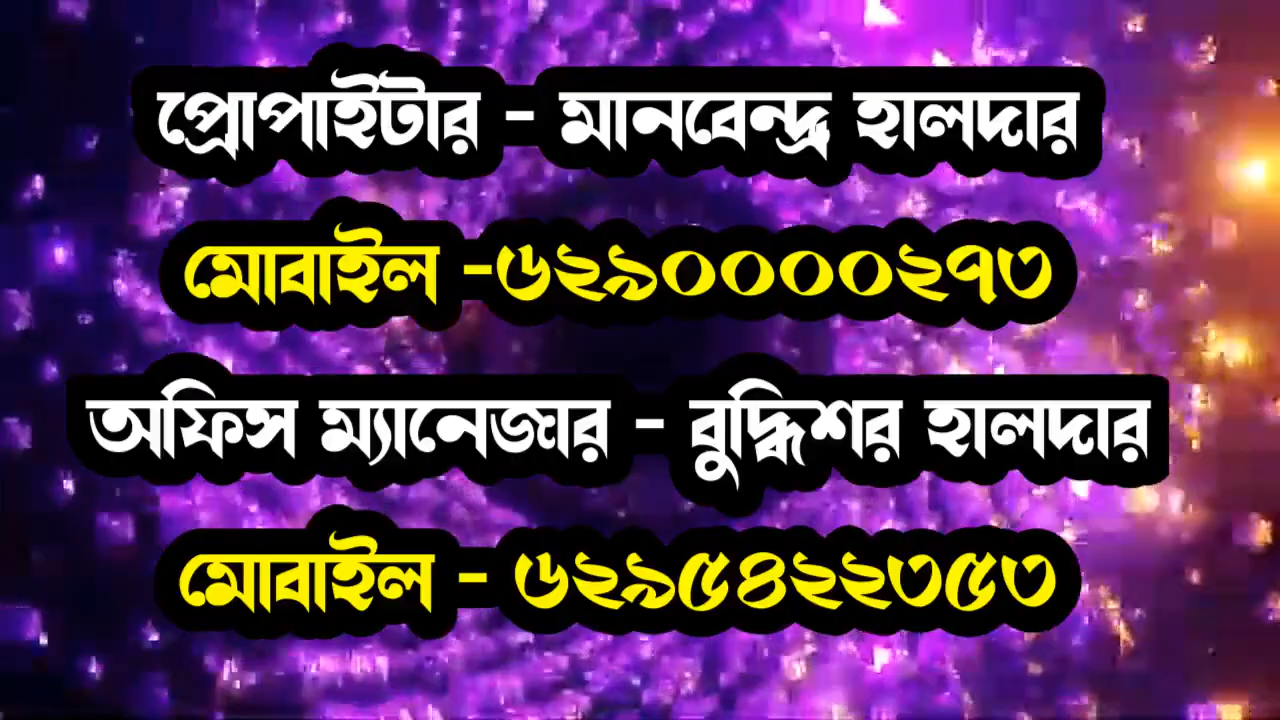 প্রোপাইটার - মানবেন্দ্র হালদার
মোবাইল -৬২৯০০০০২৭৩
অফিস ম্যানেজার - বুদ্ধিশর হালদার
মোবাইল - ৬২৯৫৪২২৩৫৩